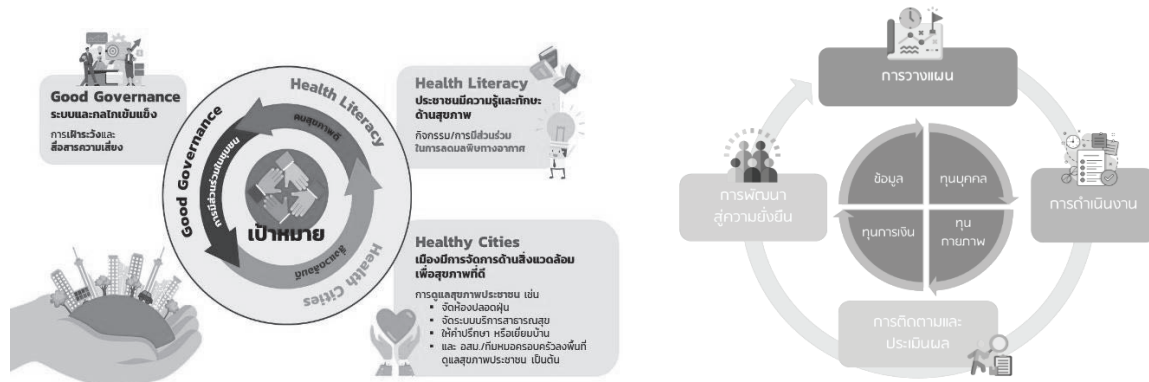 Good Governance
ระบบและกลไกเข้มแข็ง
การเฝ้าระวังและ
สื่อสารความเสี่ยง
Good Governance
Health Literacy
Health Cities
การมีส่วนร่วมในชุมชน
คนสุขภาพดี
สิ่งแวดล้อมดี
เป้าหมาย
Health Literacy
ประชาชนมีความรู้และทักษะ
ด้านสุขภาพ
กิจกรรม/การมีส่วนร่วม
ในการลดมลพิษทางอากาศ
Healthy Cities
เมืองมีการจัดการด้านสิ่งแวดล้อม
เพื่อสุขภาพที่ดี
การดูแลสุขภาพประชาชน เช่น
▪ จัดห้องปลอดฝุ่น
▪ จัดระบบบริการสาธารณสุข
▪ ให้คำปรึกษา หรือเยี่ยมบ้าน
▪ และ อสม./ทีมหมอครอบครัวลงพื้นที่
ดูแลสุขภาพประชาชน เป็นต้น
การวางแผน
การพัฒนา
สู่ความยั่งยืน
ข้อมูล
ทุนบุคคล
ทุนการเงิน
ทุน
กายภาพ
การดำเนินงาน
การติดตามและ
ประเมินผล